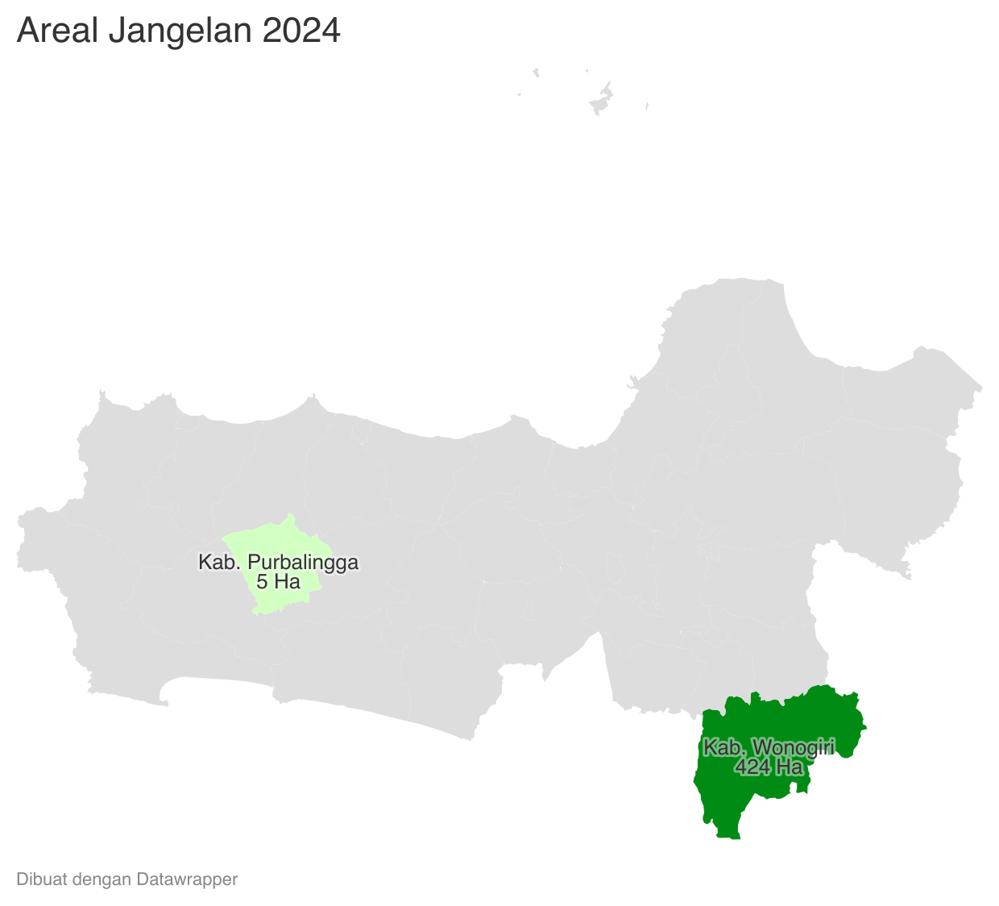 Areal Jangelan 2024
Kab. Purbalingga
5 Ha
Kab. Wonogiri
424 Ha
Dibuat dengan Datawrapper